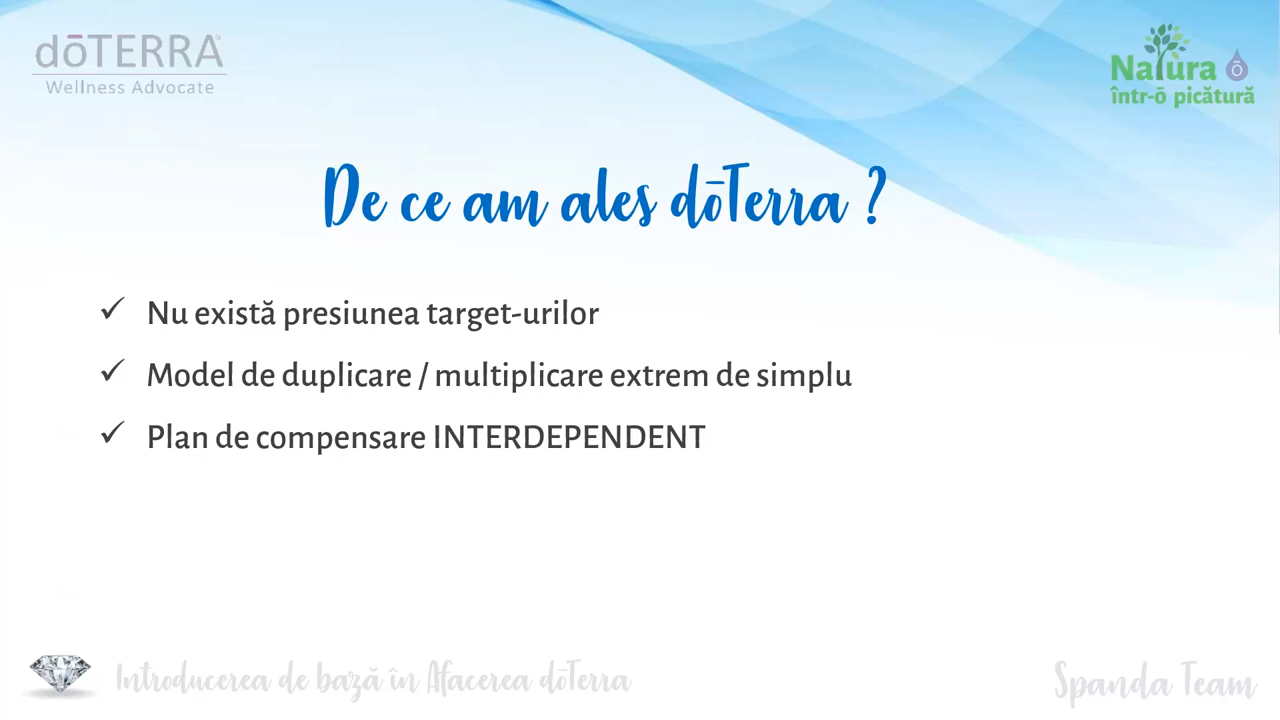 dōTERRA®
Wellness Advocate
Natura ō
într-ō picătură
De ce am ales dōTerra ?
✓ Nu există presiunea target-urilor
✓ Model de duplicare / multiplicare extrem de simplu
✓ Plan de compensare INTERDEPENDENT
Introducerea de bază în Afacerea dōTerra
Spanda Team